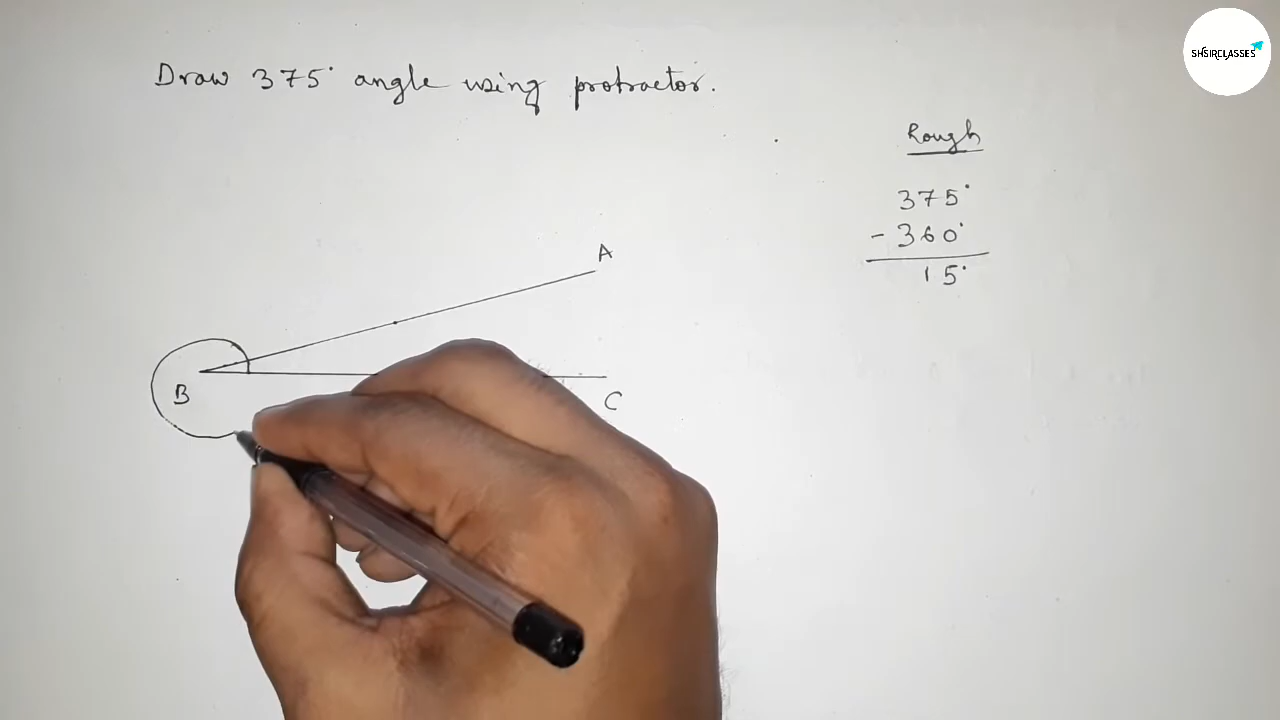 SHSIRCLASSES
Draw 375° angle using protractor.
Rough
375°
- 360°
15°
A
B
C